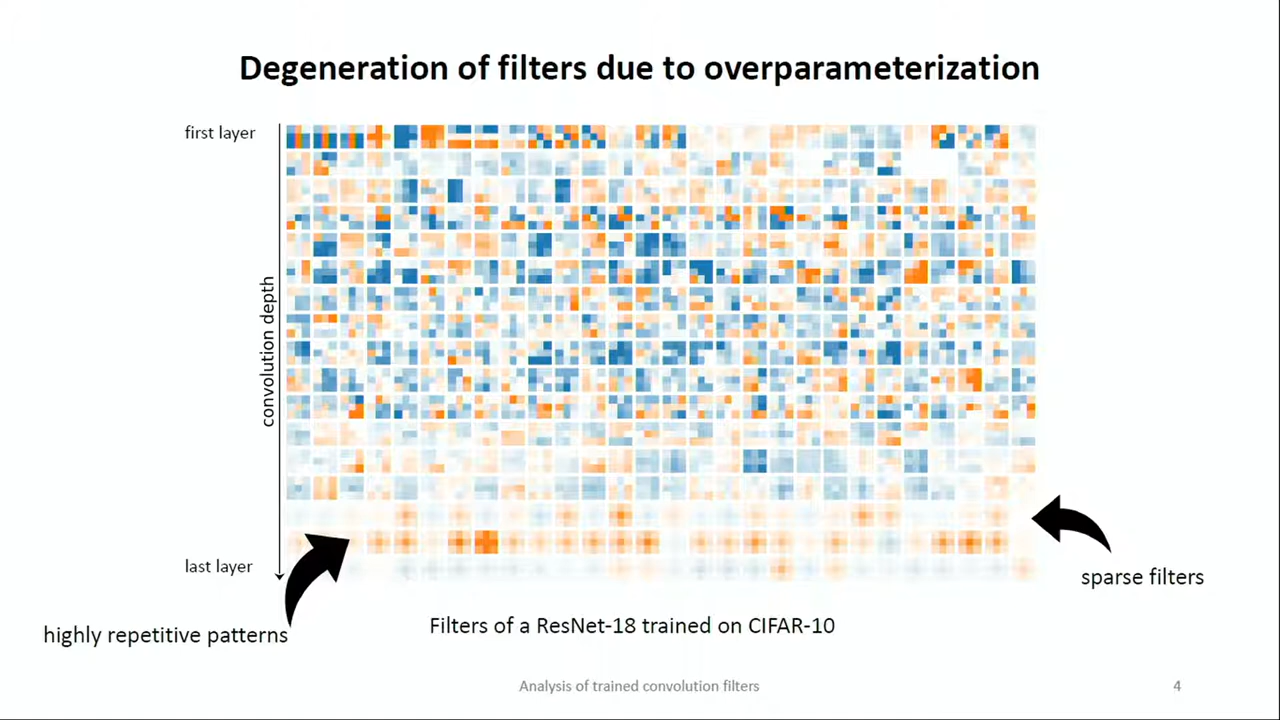 Degeneration of filters due to overparameterization
first layer
convolution depth
last layer
sparse filters
highly repetitive patterns
Filters of a ResNet-18 trained on CIFAR-10
Analysis of trained convolution filters
4